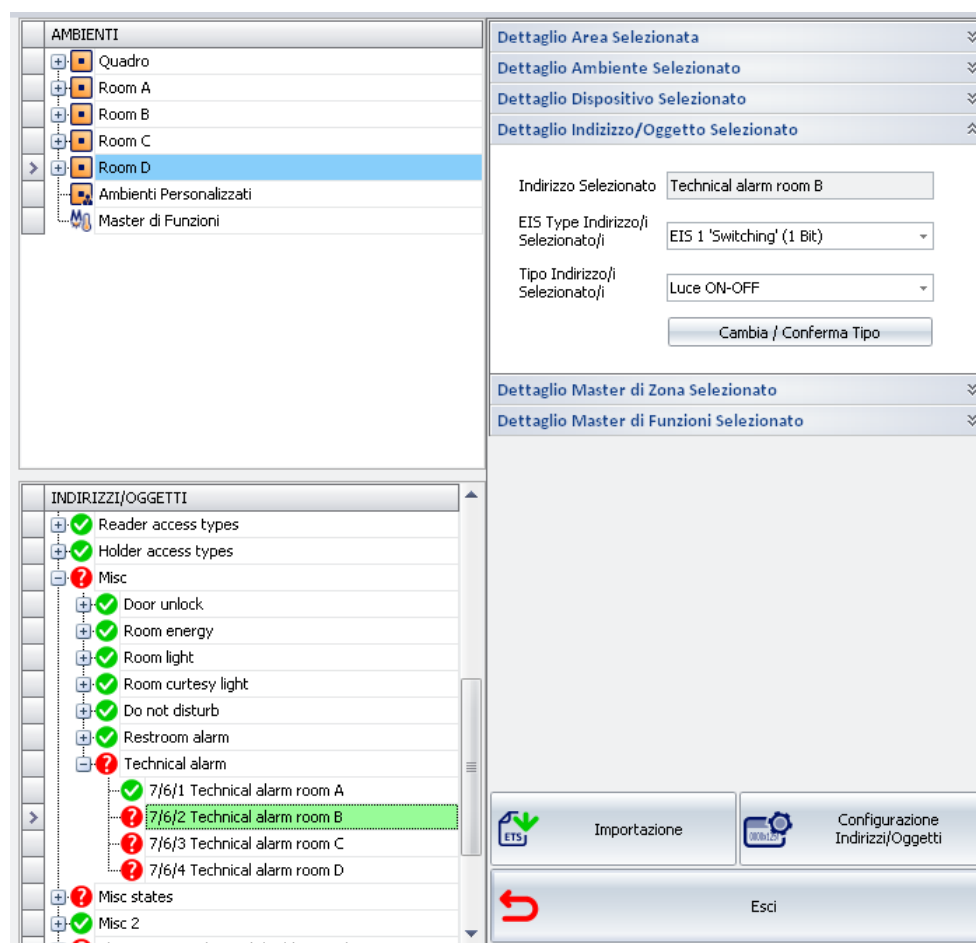 AMBIENTI
Quadro
Room A
Room B
Room C
Room D
Ambienti Personalizzati
Master di Funzioni
INDIRIZZI/OGGETTI
Reader access types
Holder access types
Misc
Door unlock
Room energy
Room light
Room curtesy light
Do not disturb
Restroom alarm
Technical alarm
7/6/1 Technical alarm room A
7/6/2 Technical alarm room B
7/6/3 Technical alarm room C
7/6/4 Technical alarm room D
Misc states
Misc 2
Dettaglio Area Selezionata
Dettaglio Ambiente Selezionato
Dettaglio Dispositivo Selezionato
Dettaglio Indizizzo/Oggetto Selezionato
Indirizzo Selezionato
Technical alarm room B
EIS Type Indirizzo/i
Selezionato/i
EIS 1 'Switching' (1 Bit)
Tipo Indirizzo/i
Selezionato/i
Luce ON-OFF
Cambia / Conferma Tipo
Dettaglio Master di Zona Selezionato
Dettaglio Master di Funzioni Selezionato
ETS
Importazione
Configurazione
Indirizzi/Oggetti
Esci